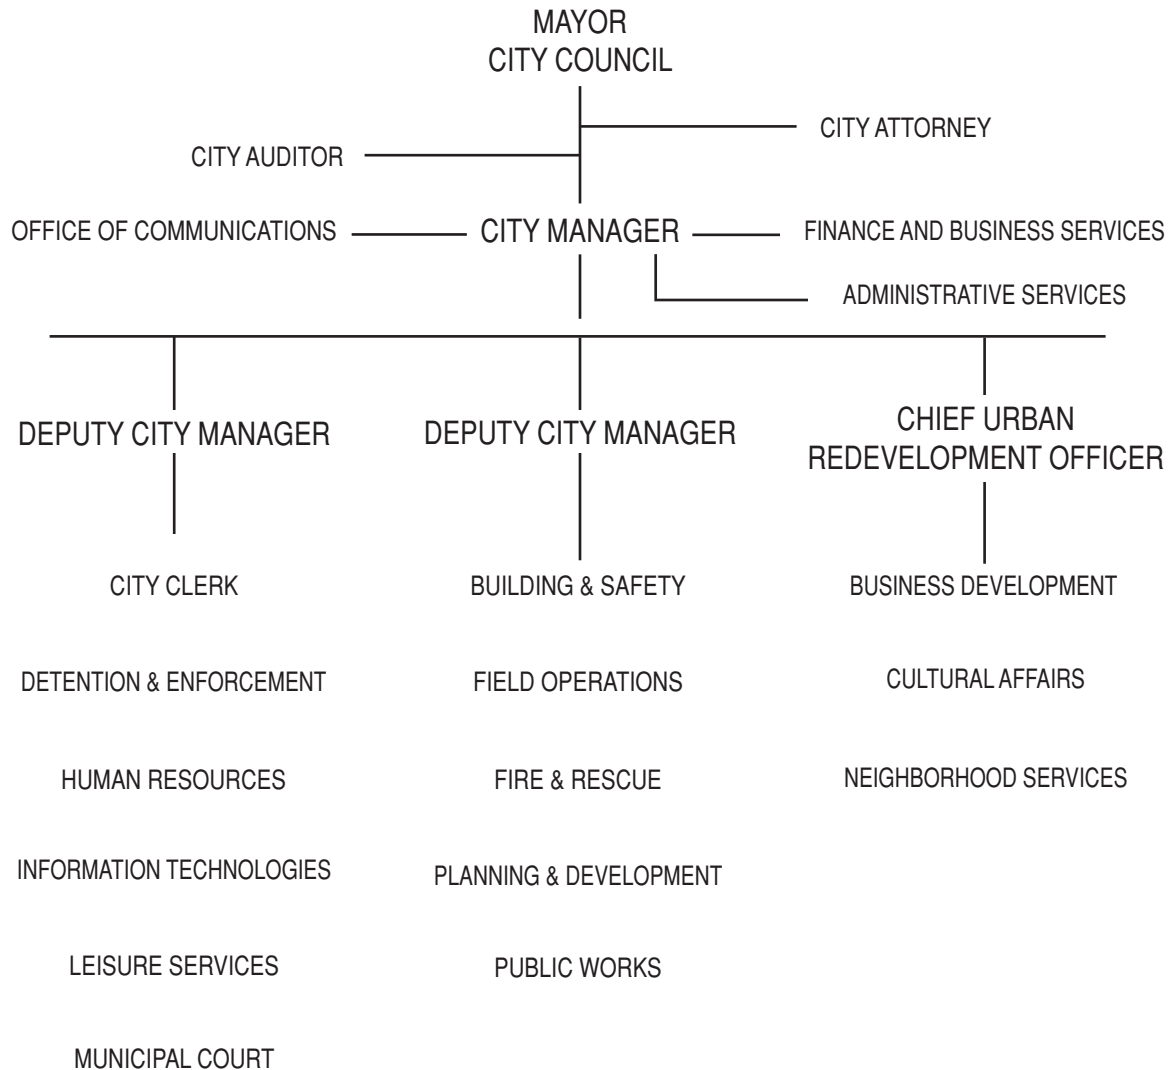 MAYOR
CITY COUNCIL
CITY ATTORNEY
CITY AUDITOR
OFFICE OF COMMUNICATIONS
CITY MANAGER
FINANCE AND BUSINESS SERVICES
ADMINISTRATIVE SERVICES
DEPUTY CITY MANAGER
CITY CLERK
DETENTION & ENFORCEMENT
HUMAN RESOURCES
INFORMATION TECHNOLOGIES
LEISURE SERVICES
MUNICIPAL COURT
DEPUTY CITY MANAGER
BUILDING & SAFETY
FIELD OPERATIONS
FIRE & RESCUE
PLANNING & DEVELOPMENT
PUBLIC WORKS
CHIEF URBAN
REDEVELOPMENT OFFICER
BUSINESS DEVELOPMENT
CULTURAL AFFAIRS
NEIGHBORHOOD SERVICES